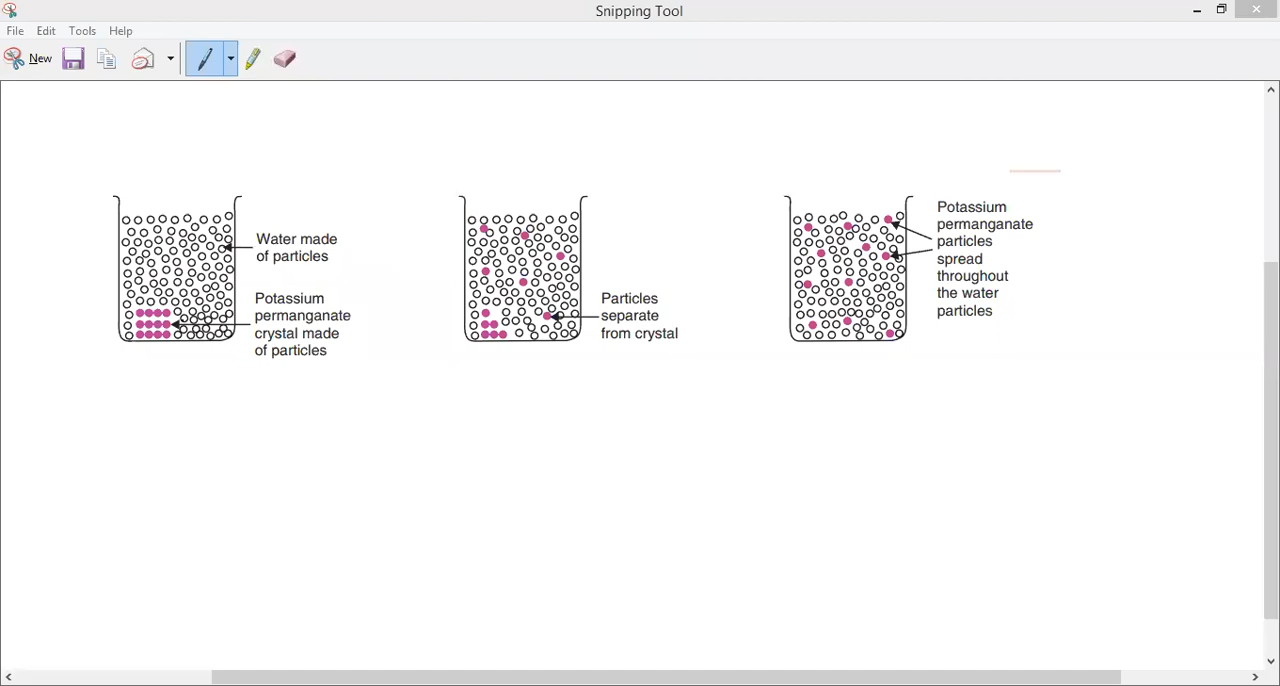 Snipping Tool
File Edit Tools Help
New
Water made
of particles
Potassium
permanganate
crystal made
of particles
Particles
separate
from crystal
Potassium
permanganate
particles
spread
throughout
the water
particles